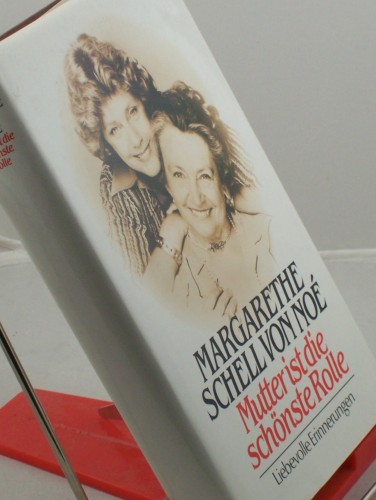 MARGARETHE
SCHELL VON NOÉ
Mutter ist die
schönste Rolle
Liebevolle Erinnerungen